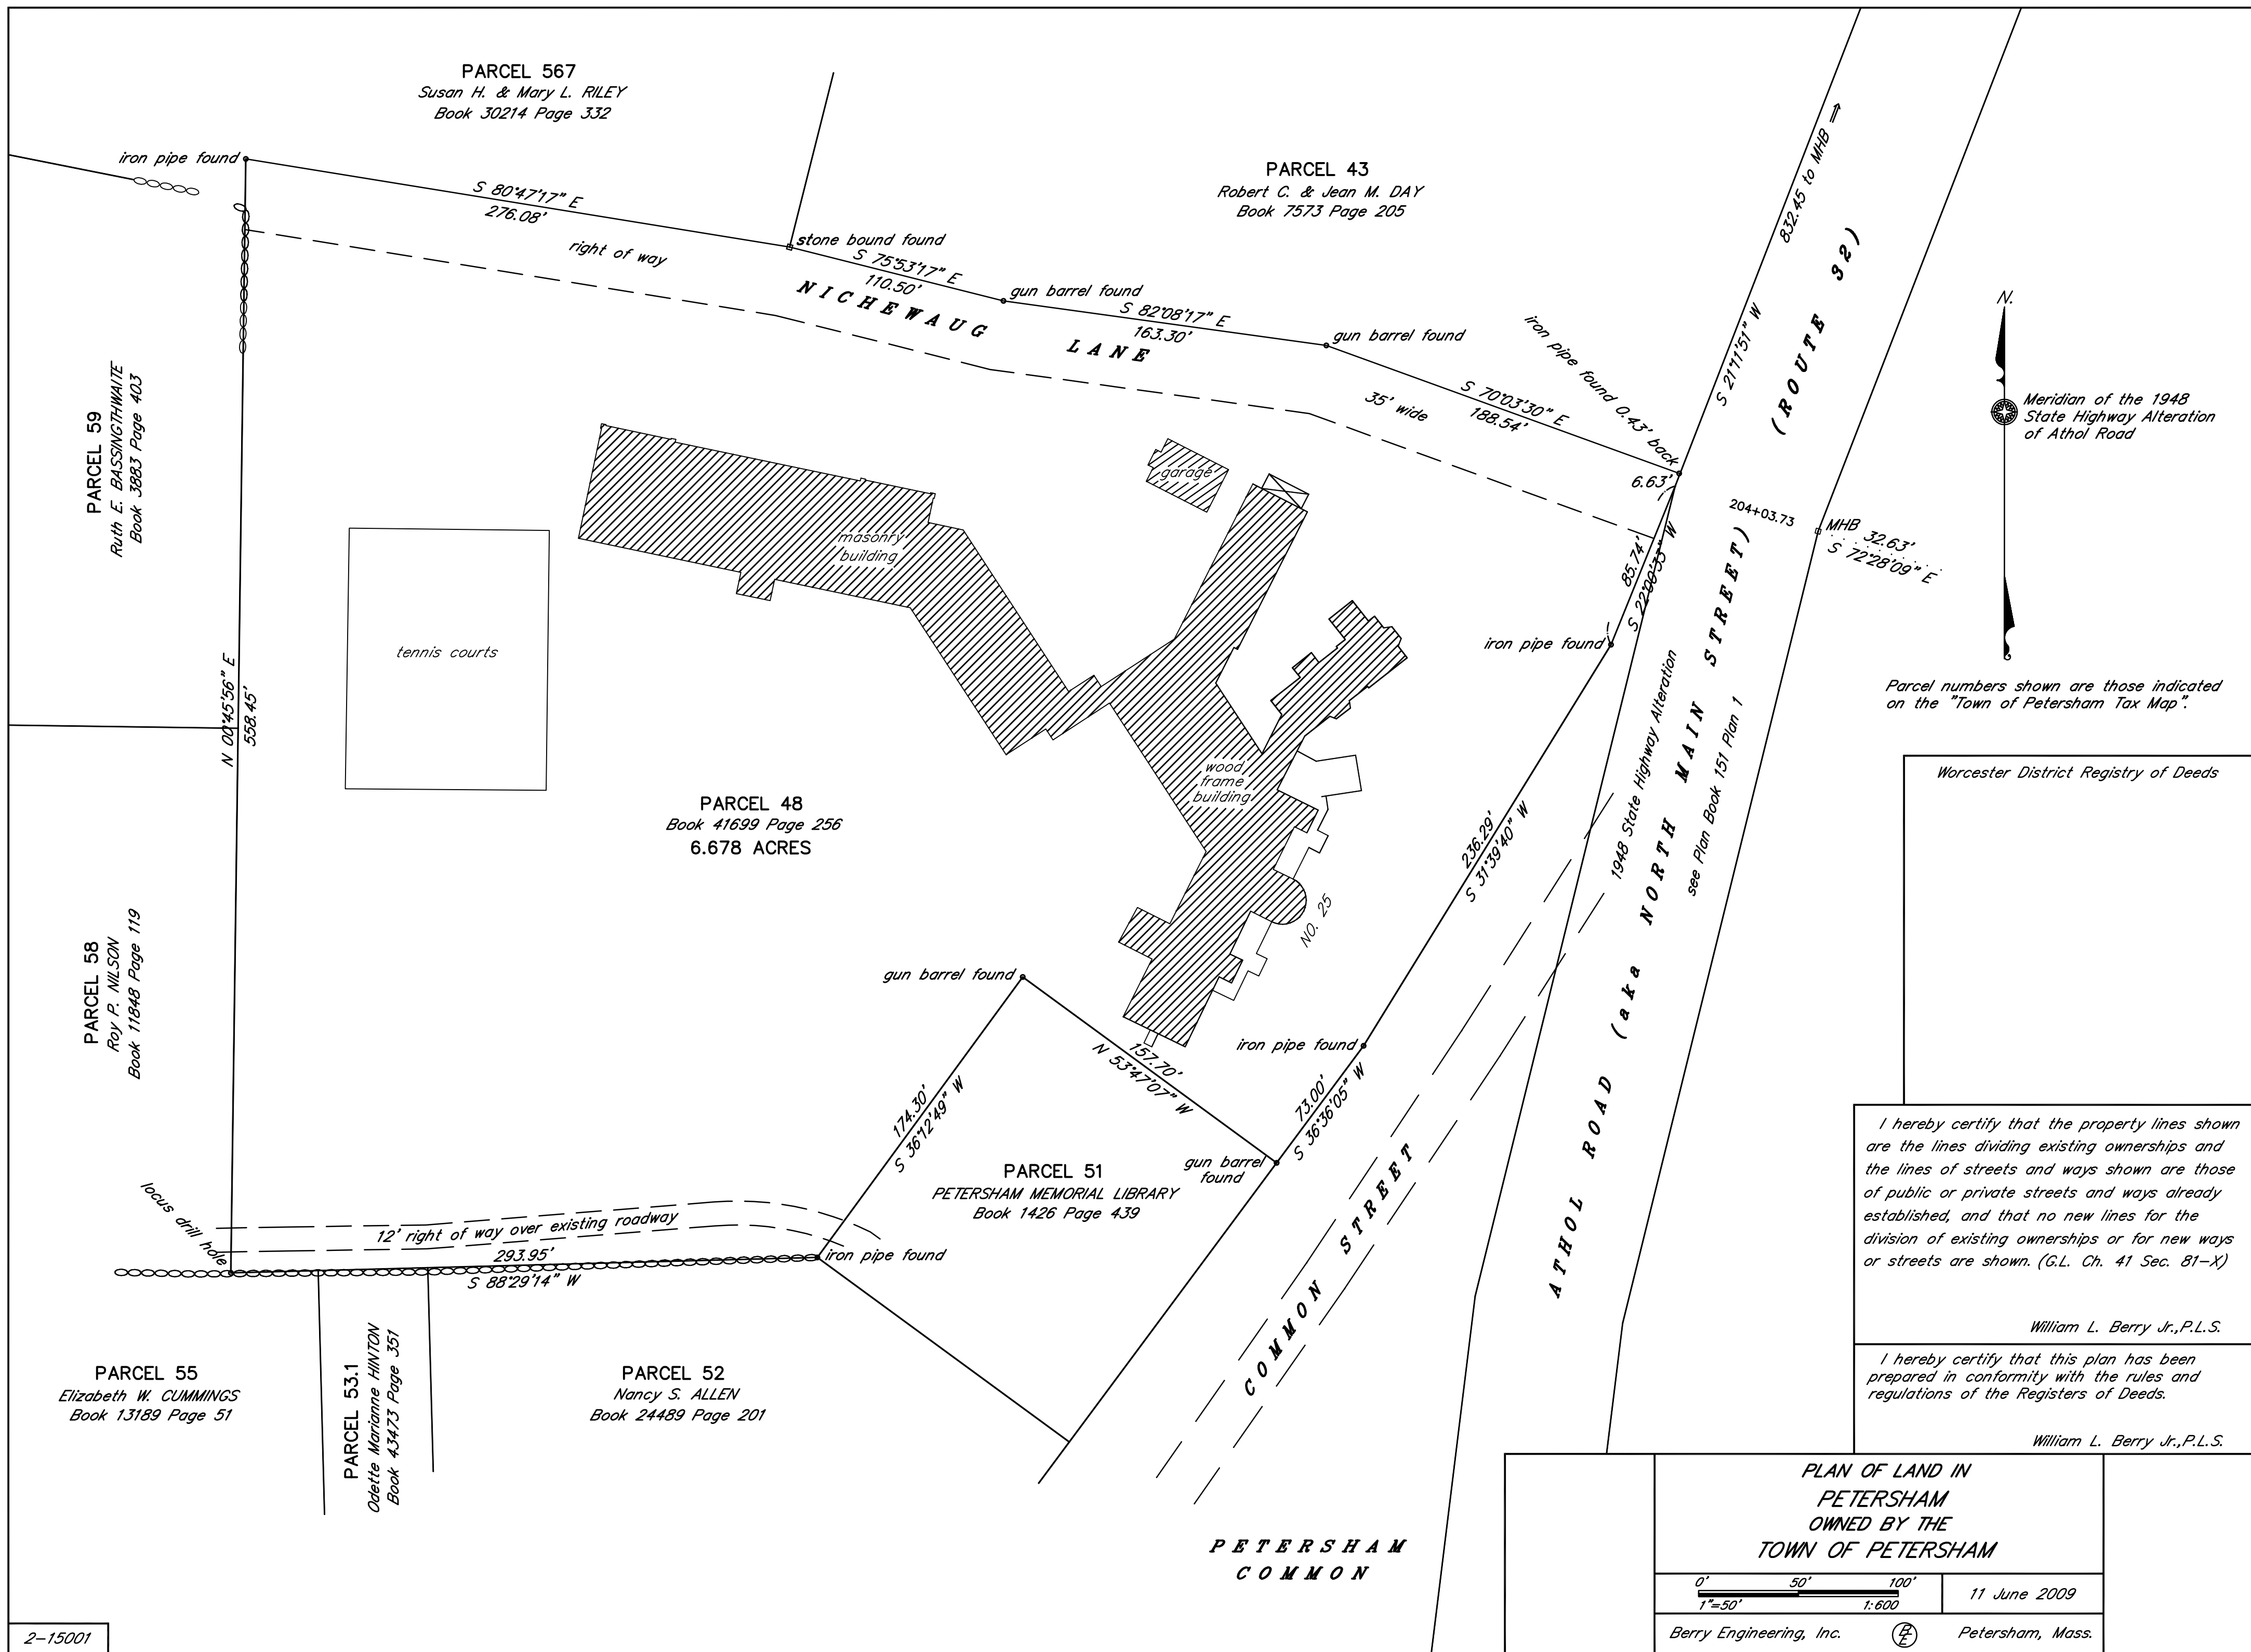 PARCEL 567
Susan H. & Mary L. RILEY
Book 30214 Page 332
iron pipe found
S 80°47'17" E
276.08'
right of way
stone bound found
S 75°53'17" E
110.50'
NICHEWAUG LANE
gun barrel found
S 82°08'17" E
163.30'
gun barrel found
PARCEL 43
Robert C. & Jean M. DAY
Book 7573 Page 205
35' wide
S 70°03'30" E
188.54'
iron pipe found 0.43' back
6.63'
832.45 to MHB ⇒
S 21°11'51" W
(ROUTE 32)
N.
Meridian of the 1948
State Highway Alteration
of Athol Road
204+03.73
MHB 32.63'
S 72°28'09" E
85.74'
S 22°00'33" W
iron pipe found
Parcel numbers shown are those indicated
on the "Town of Petersham Tax Map".
PARCEL 59
Ruth E. BASSINGTHWAITE
Book 3883 Page 403
masonry
building
garage
tennis courts
N 00°45'56" E
558.45'
wood
frame
building
PARCEL 48
Book 41699 Page 256
6.678 ACRES
NO. 25
236.29'
S 31°39'40" W
1948 State Highway Alteration
ATHOL ROAD (aka NORTH MAIN STREET)
see Plan Book 151 Plan 1
Worcester District Registry of Deeds
PARCEL 58
Roy P. NILSON
Book 11848 Page 119
gun barrel found
iron pipe found
157.70'
N 53°47'07" W
73.00'
S 36°36'05" W
174.30'
S 36°12'49" W
gun barrel
found
PARCEL 51
PETERSHAM MEMORIAL LIBRARY
Book 1426 Page 439
COMMON STREET
locus drill hole
12' right of way over existing roadway
293.95'
S 88°29'14" W
iron pipe found
PARCEL 55
Elizabeth W. CUMMINGS
Book 13189 Page 51
PARCEL 53.1
Odette Marianne HINTON
Book 43473 Page 351
PARCEL 52
Nancy S. ALLEN
Book 24489 Page 201
PETERSHAM
COMMON
I hereby certify that the property lines shown
are the lines dividing existing ownerships and
the lines of streets and ways shown are those
of public or private streets and ways already
established, and that no new lines for the
division of existing ownerships or for new ways
or streets are shown. (G.L. Ch. 41 Sec. 81-X)
William L. Berry Jr.,P.L.S.
I hereby certify that this plan has been
prepared in conformity with the rules and
regulations of the Registers of Deeds.
William L. Berry Jr.,P.L.S.
PLAN OF LAND IN
PETERSHAM
OWNED BY THE
TOWN OF PETERSHAM
0' 50' 100'
1"=50' 1:600
11 June 2009
Berry Engineering, Inc. BE Petersham, Mass.
2-15001